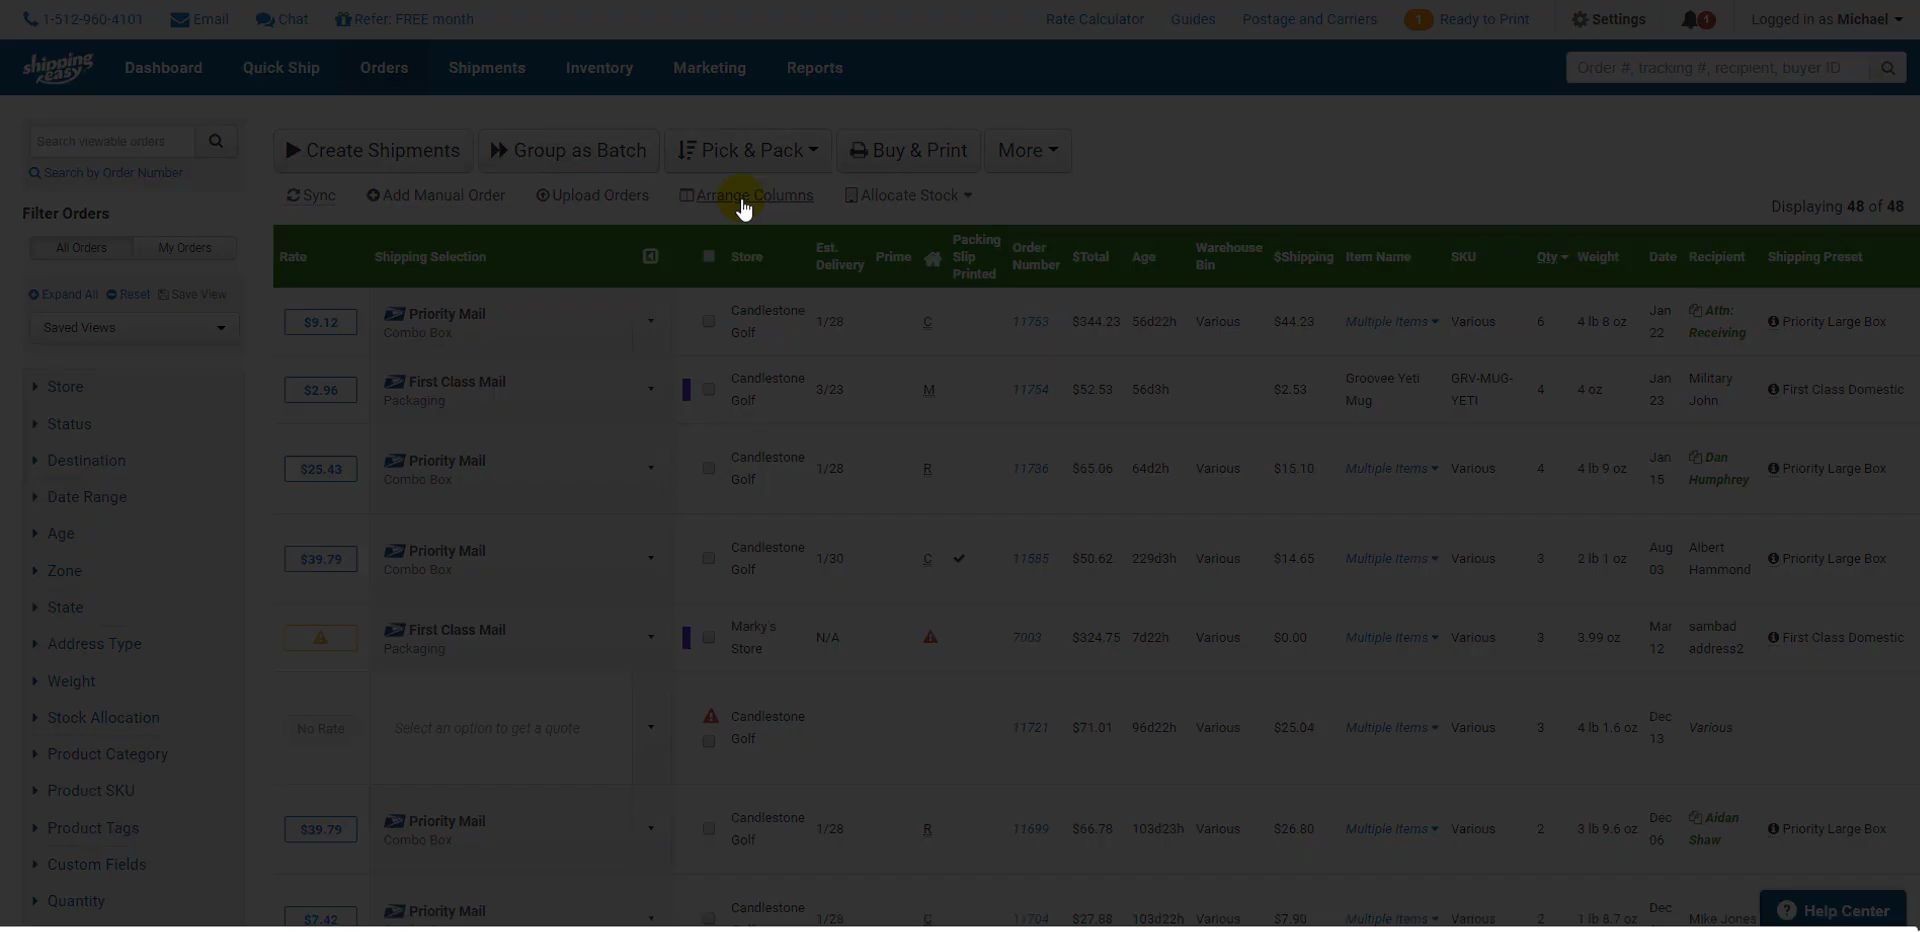 1-512-960-4101 Email Chat Refer: FREE month Rate Calculator Guides Postage and Carriers 1 Ready to Print Settings 1 Logged in as Michael
shipping easy Dashboard Quick Ship Orders Shipments Inventory Marketing Reports Order #, tracking #, recipient, buyer ID
Search viewable orders
Search by Order Number
Filter Orders
All Orders My Orders
Expand All Reset Save View
Saved Views
Store
Status
Destination
Date Range
Age
Zone
State
Address Type
Weight
Stock Allocation
Product Category
Product SKU
Product Tags
Custom Fields
Quantity
Create Shipments Group as Batch Pick & Pack Buy & Print More
Sync Add Manual Order Upload Orders Arrange Columns Allocate Stock
Displaying 48 of 48
Rate Shipping Selection Store Est. Delivery Prime Packing Slip Printed Order Number $Total Age Warehouse Bin $Shipping Item Name SKU Qty Weight Date Recipient Shipping Preset
$9.12 Priority Mail Combo Box Candlestone Golf 1/28 C 11753 $344.23 56d22h Various $44.23 Multiple Items Various 6 4 lb 8 oz Jan 22 Attn: Receiving Priority Large Box
$2.96 First Class Mail Packaging Candlestone Golf 3/23 M 11754 $52.53 56d3h $2.53 Groovee Yeti Mug GRV-MUG-YETI 4 4 oz Jan 23 Military John First Class Domestic
$25.43 Priority Mail Combo Box Candlestone Golf 1/28 R 11736 $65.06 64d2h Various $15.10 Multiple Items Various 4 4 lb 9 oz Jan 15 Dan Humphrey Priority Large Box
$39.79 Priority Mail Combo Box Candlestone Golf 1/30 C 11585 $50.62 229d3h Various $14.65 Multiple Items Various 3 2 lb 1 oz Aug 03 Albert Hammond Priority Large Box
First Class Mail Packaging Marky's Store N/A 7003 $324.75 7d22h Various $0.00 Multiple Items Various 3 3.99 oz Mar 12 sambad address2 First Class Domestic
No Rate Select an option to get a quote Candlestone Golf 11721 $71.01 96d22h Various $25.04 Multiple Items Various 3 4 lb 1.6 oz Dec 13 Various
$39.79 Priority Mail Combo Box Candlestone Golf 1/28 R 11699 $66.78 103d23h Various $26.80 Multiple Items Various 2 3 lb 9.6 oz Dec 06 Aidan Shaw Priority Large Box
$7.42 Priority Mail Candlestone Golf 1/28 C 11704 $27.88 103d22h Various $7.90 Multiple Items Various 2 1 lb 8.7 oz Dec Mike Jones
Help Center